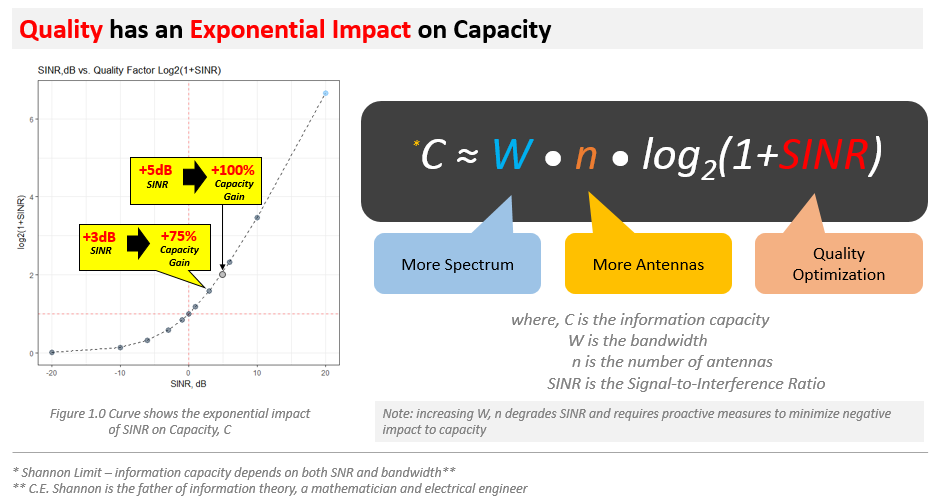 Quality has an Exponential Impact on Capacity
SINR,dB vs. Quality Factor Log2(1+SINR)
6
4
2
0
log2(1+SINR)
-20
-10
0
10
20
SINR, dB
+5dB
SINR
+100%
Capacity
Gain
+3dB
SINR
+75%
Capacity
Gain
Figure 1.0 Curve shows the exponential impact
of SINR on Capacity, C
*C ≈ W • n • log2(1+SINR)
More Spectrum
More Antennas
Quality
Optimization
where, C is the information capacity
W is the bandwidth
n is the number of antennas
SINR is the Signal-to-Interference Ratio
Note: increasing W, n degrades SINR and requires proactive measures to minimize negative
impact to capacity
* Shannon Limit – information capacity depends on both SNR and bandwidth**
** C.E. Shannon is the father of information theory, a mathematician and electrical engineer